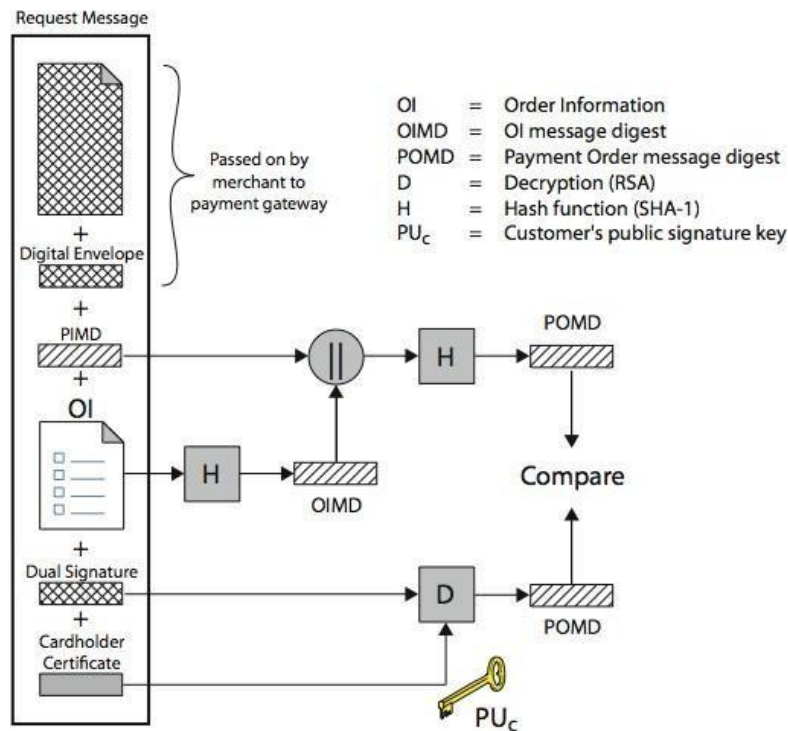 Request Message
Passed on by
merchant to
payment gateway
OI = Order Information
OIMD = OI message digest
POMD = Payment Order message digest
D = Decryption (RSA)
H = Hash function (SHA-1)
PUc = Customer's public signature key
+
Digital Envelope
+
PIMD
+
OI
||
H
POMD
H
OIMD
Compare
+
Dual Signature
D
POMD
+
Cardholder
Certificate
PUc